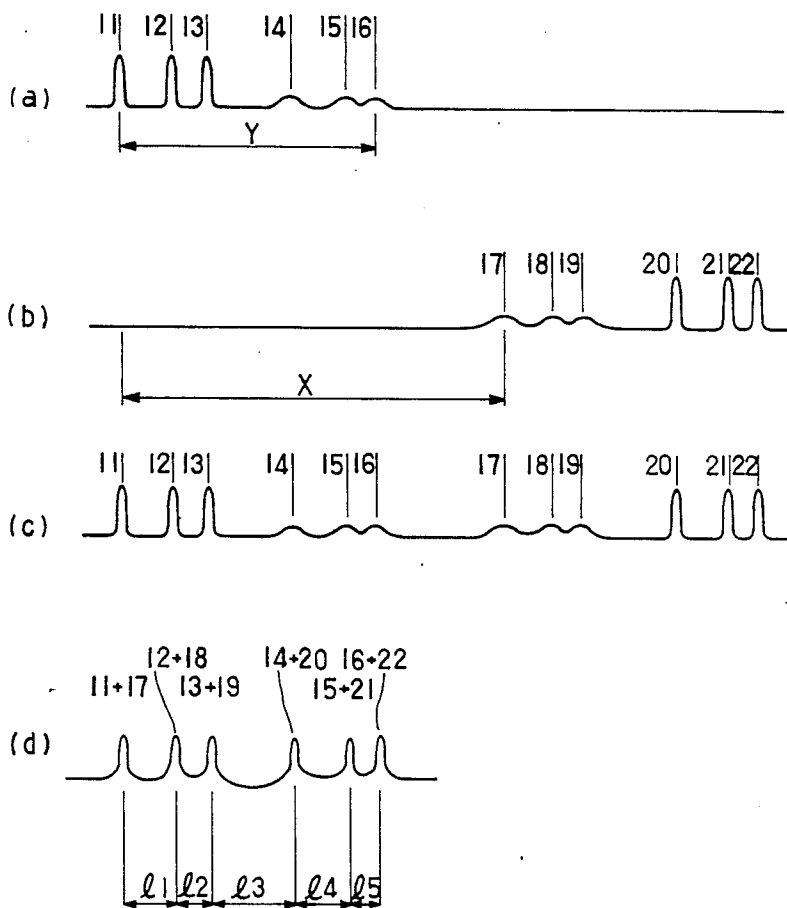 11 12 13 14 15 16
(a)
Y
17 18 19 20 21 22
(b)
X
11 12 13 14 15 16 17 18 19 20 21 22
(c)
12+18 14+20 16+22
11+17 13+19 15+21
(d)
ℓ1 ℓ2 ℓ3 ℓ4 ℓ5